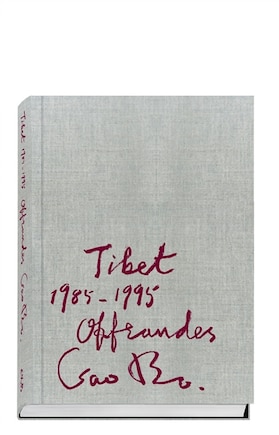 Tibet
1985-1995
Offrandes
Gao Bo.